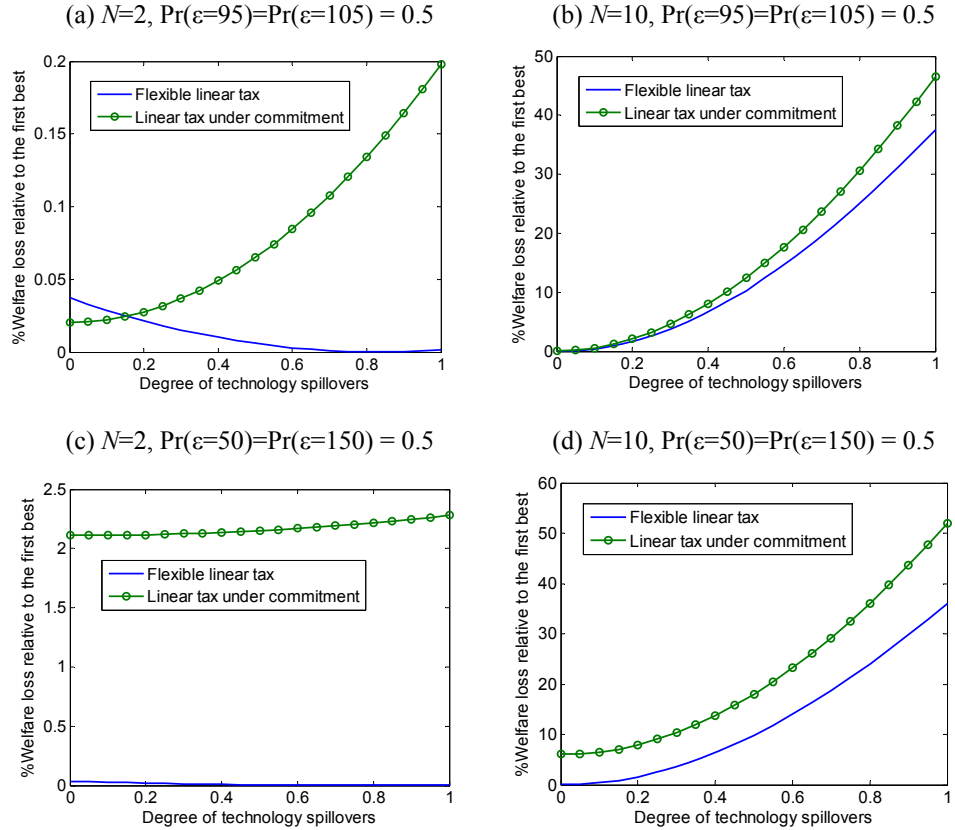 (a) N=2, Pr(ε=95)=Pr(ε=105) = 0.5
%Welfare loss relative to the first best
0.2
0.15
0.1
0.05
0
Flexible linear tax
Linear tax under commitment
0 0.2 0.4 0.6 0.8 1
Degree of technology spillovers
(b) N=10, Pr(ε=95)=Pr(ε=105) = 0.5
%Welfare loss relative to the first best
50
40
30
20
10
0
Flexible linear tax
Linear tax under commitment
0 0.2 0.4 0.6 0.8 1
Degree of technology spillovers
(c) N=2, Pr(ε=50)=Pr(ε=150) = 0.5
%Welfare loss relative to the first best
2.5
2
1.5
1
0.5
0
Flexible linear tax
Linear tax under commitment
0 0.2 0.4 0.6 0.8 1
Degree of technology spillovers
(d) N=10, Pr(ε=50)=Pr(ε=150) = 0.5
%Welfare loss relative to the first best
60
50
40
30
20
10
0
Flexible linear tax
Linear tax under commitment
0 0.2 0.4 0.6 0.8 1
Degree of technology spillovers